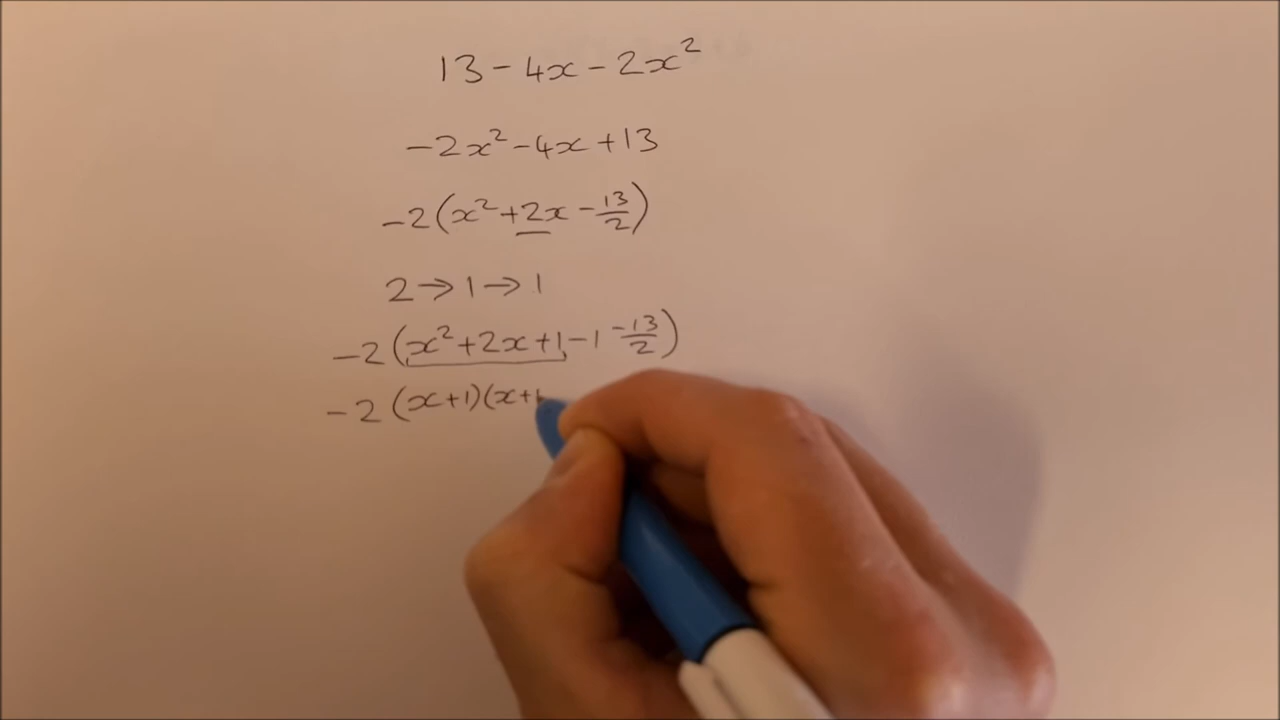 13 - 4x - 2x²
-2x² - 4x + 13
-2(x² + 2x - 13/2)
2 → 1 → 1
-2(x² + 2x + 1 - 1 - 13/2)
-2(x+1)(x+1